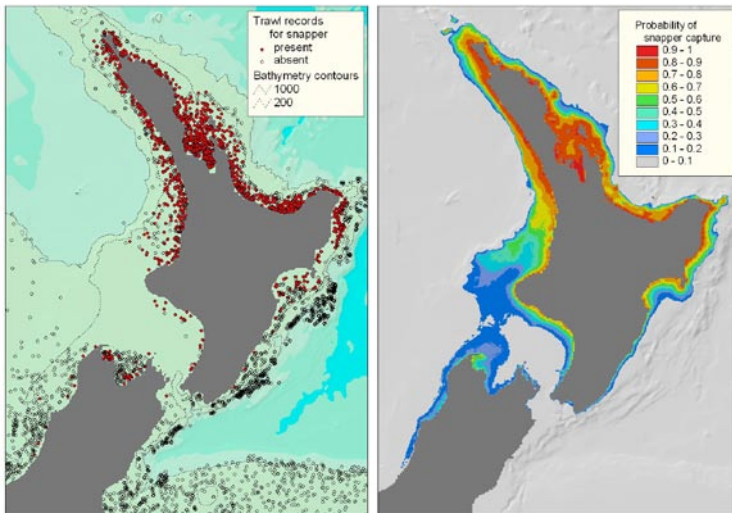 Trawl records
for snapper
present
absent
Bathymetry contours
1000
200
Probability of
snapper capture
0.9 - 1
0.8 - 0.9
0.7 - 0.8
0.6 - 0.7
0.5 - 0.6
0.4 - 0.5
0.3 - 0.4
0.2 - 0.3
0.1 - 0.2
0 - 0.1